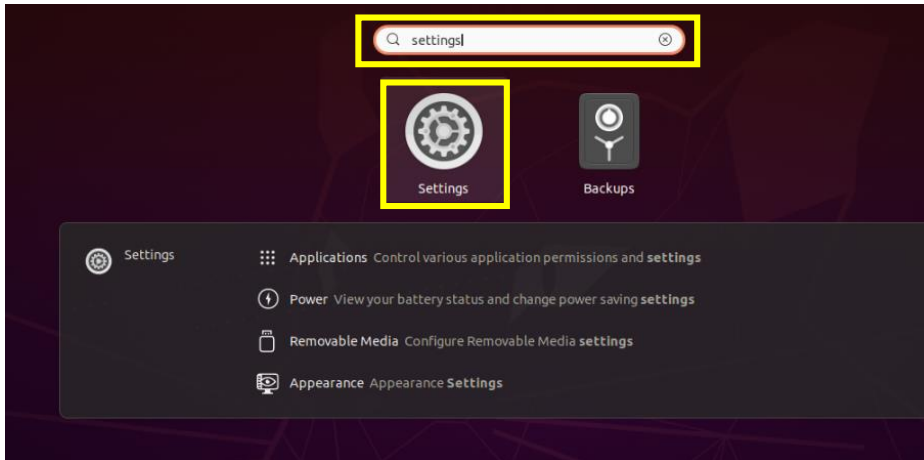 settings
Settings
Backups
Settings
Applications Control various application permissions and settings
Power View your battery status and change power saving settings
Removable Media Configure Removable Media settings
Appearance Appearance Settings